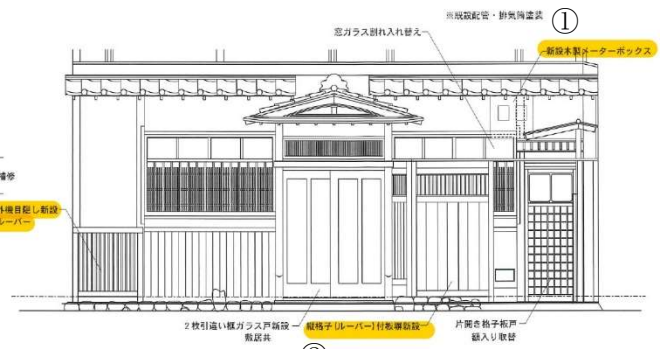 ※既設配管・排気筒塗装
①
窓ガラス割れ入れ替え
新設木製メーターボックス
補修
外機目隠し新設
ルーバー
2枚引違い框ガラス戸新設
敷居共
縦格子(ルーバー)付板塀新設
片開き格子板戸
額入り取替